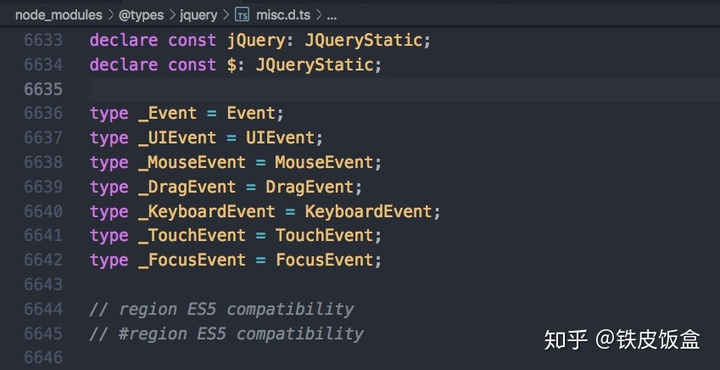 node_modules > @types > jquery > TS misc.d.ts > ...
6633 declare const jQuery: JQueryStatic;
6634 declare const $: JQueryStatic;
6635
6636 type _Event = Event;
6637 type _UIEvent = UIEvent;
6638 type _MouseEvent = MouseEvent;
6639 type _DragEvent = DragEvent;
6640 type _KeyboardEvent = KeyboardEvent;
6641 type _TouchEvent = TouchEvent;
6642 type _FocusEvent = FocusEvent;
6643
6644 // region ES5 compatibility
6645 // #region ES5 compatibility
6646
知乎 @铁皮饭盒